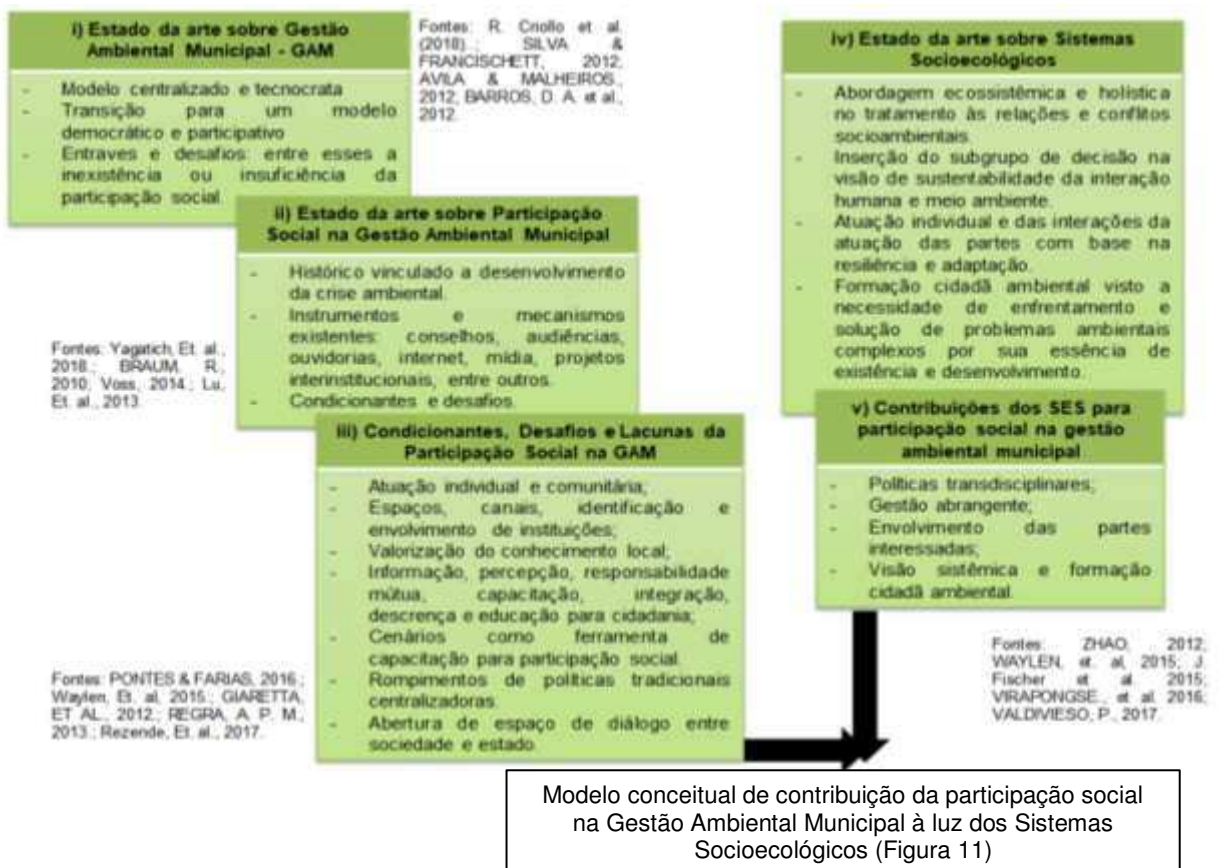 i) Estado da arte sobre Gestão
Ambiental Municipal - GAM
- Modelo centralizado e tecnocrata
- Transição para um modelo
democrático e participativo
- Entraves e desafios: entre esses a
inexistência ou insuficiência da
participação social.
Fontes: R. Criollo et al.
(2018).; SILVA &
FRANCISCHETT, 2012;
AVILA & MALHEIROS.,
2012; BARROS, D. A. et al.,
2012.
ii) Estado da arte sobre Participação
Social na Gestão Ambiental Municipal
- Histórico vinculado a desenvolvimento
da crise ambiental.
- Instrumentos e mecanismos
existentes: conselhos, audiências,
ouvidorias, internet, mídia, projetos
interinstitucionais, entre outros.
- Condicionantes e desafios.
Fontes: Yagatich, Et. al.,
2018.; BRAUM, R.,
2010; Voss, 2014.; Lu,
Et. al., 2013.
iii) Condicionantes, Desafios e Lacunas da
Participação Social na GAM
- Atuação individual e comunitária;
- Espaços, canais, identificação e
envolvimento de instituições;
- Valorização do conhecimento local;
- Informação, percepção, responsabilidade
mútua, capacitação, integração,
descrença e educação para cidadania;
- Cenários como ferramenta de
capacitação para participação social.
- Rompimentos de políticas tradicionais
centralizadoras.
- Abertura de espaço de diálogo entre
sociedade e estado.
Fontes: PONTES & FARIAS, 2016.;
Waylen, Et. al, 2015.; GIARETTA,
ET AL., 2012.; REGRA, A. P. M.,
2013.; Rezende, Et. al., 2017.
iv) Estado da arte sobre Sistemas
Socioecológicos
- Abordagem ecossistêmica e holística
no tratamento às relações e conflitos
socioambientais.
- Inserção do subgrupo de decisão na
visão de sustentabilidade da interação
humana e meio ambiente.
- Atuação individual e das interações da
atuação das partes com base na
resiliência e adaptação.
- Formação cidadã ambiental visto a
necessidade de enfrentamento e
solução de problemas ambientais
complexos por sua essência de
existência e desenvolvimento.
v) Contribuições dos SES para
participação social na gestão
ambiental municipal
- Políticas transdisciplinares;
- Gestão abrangente;
- Envolvimento das partes
interessadas;
- Visão sistêmica e formação
cidadã ambiental.
Fontes: ZHAO, 2012;
WAYLEN, et. al, 2015; J.
Fischer et al. 2015;
VIRAPONGSE., et al. 2016;
VALDIVIESO, P., 2017.
Modelo conceitual de contribuição da participação social
na Gestão Ambiental Municipal à luz dos Sistemas
Socioecológicos (Figura 11)